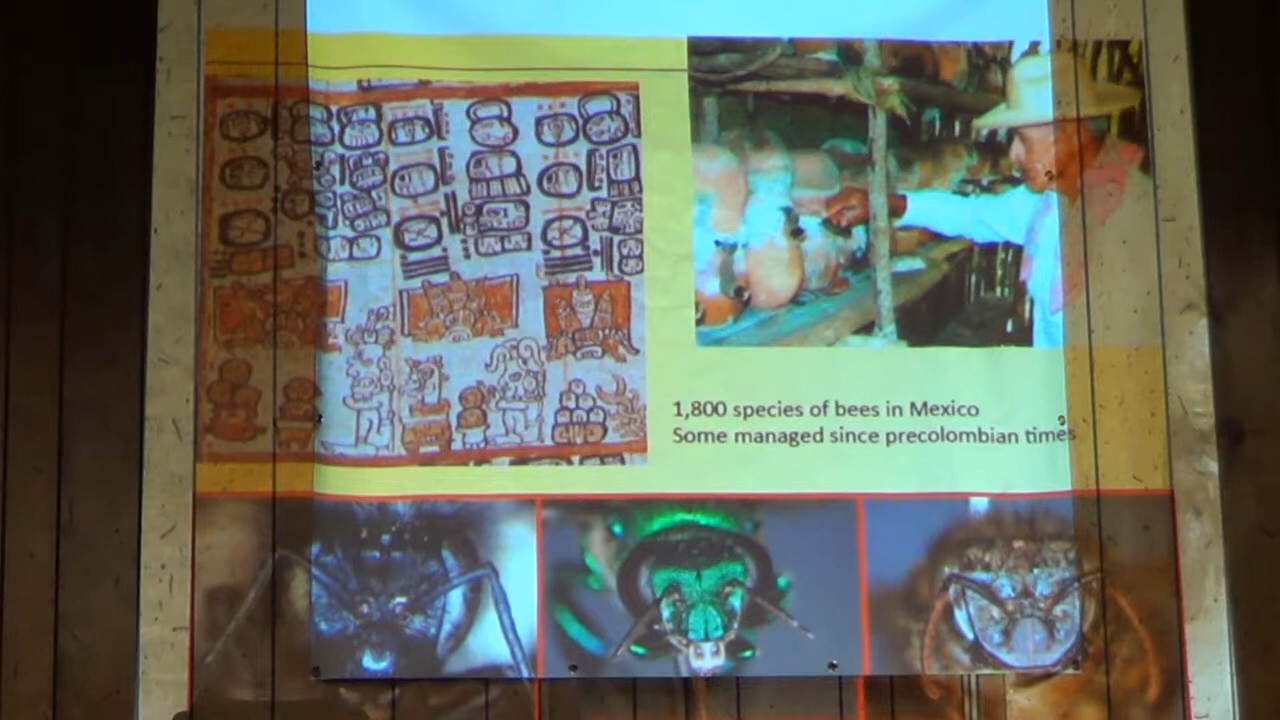 1,800 species of bees in Mexico
Some managed since precolombian times